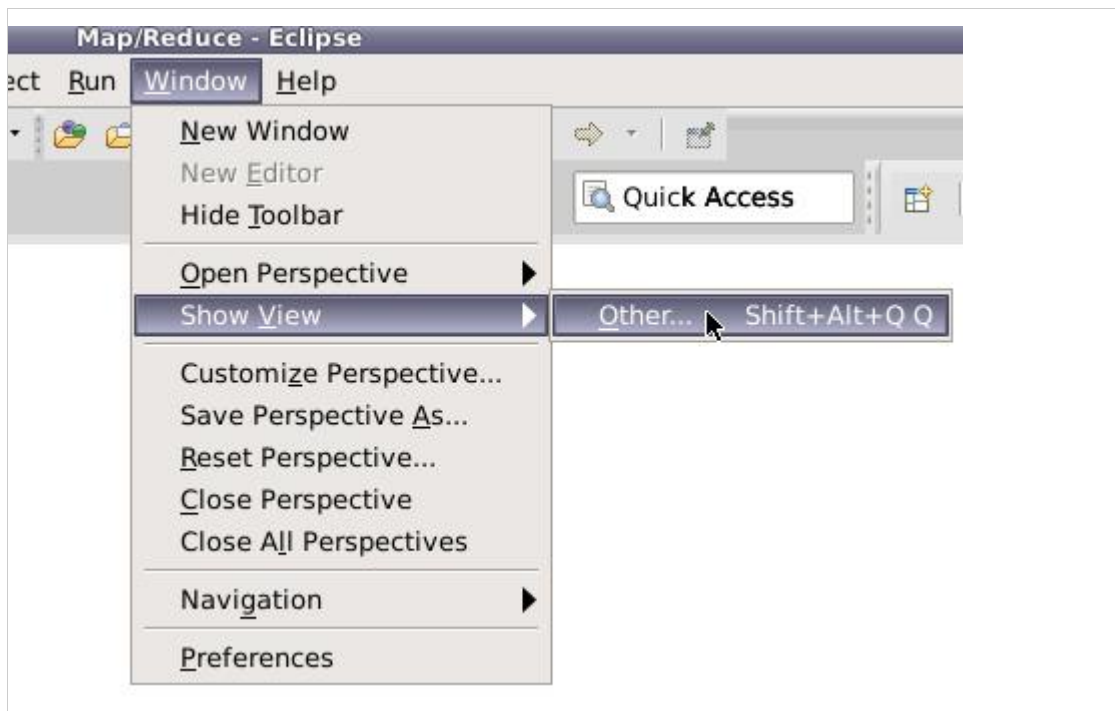 Map/Reduce - Eclipse
ect Run Window Help
New Window
New Editor
Hide Toolbar
Quick Access
Open Perspective
Show View
Other... Shift+Alt+Q Q
Customize Perspective...
Save Perspective As...
Reset Perspective...
Close Perspective
Close All Perspectives
Navigation
Preferences